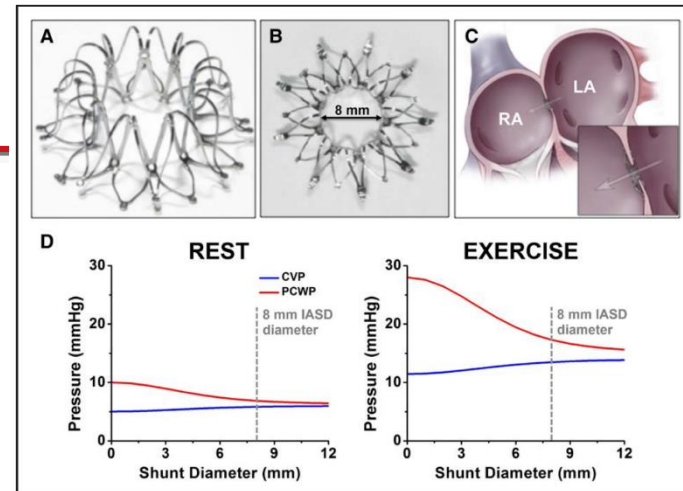 A
B
C
8 mm
RA
LA
D
REST
EXERCISE
30
20
10
0
Pressure (mmHg)
CVP
PCWP
8 mm IASD
diameter
0 3 6 9 12
Shunt Diameter (mm)
30
20
10
0
Pressure (mmHg)
8 mm IASD
diameter
0 3 6 9 12
Shunt Diameter (mm)